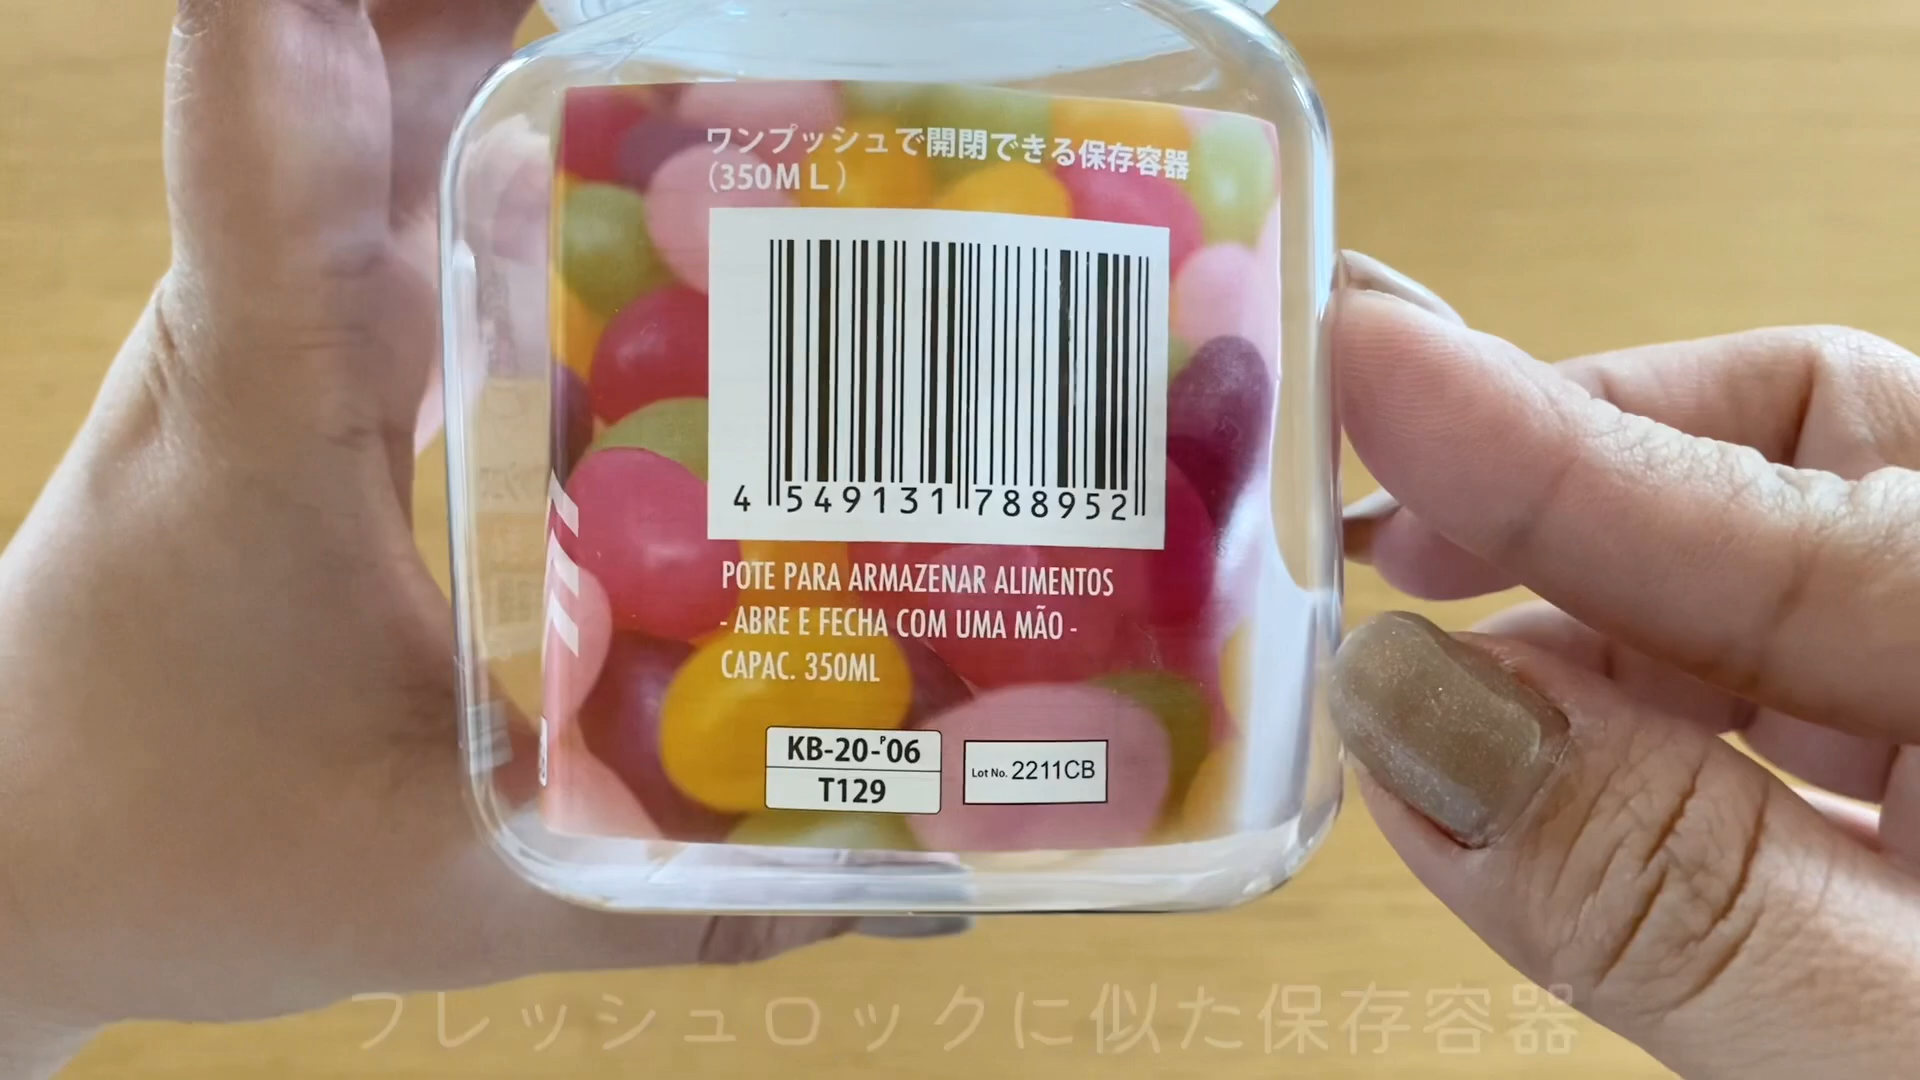 ワンプッシュで開閉できる保存容器
(350ML)
4 549131 788952
POTE PARA ARMAZENAR ALIMENTOS
- ABRE E FECHA COM UMA MÃO -
CAPAC. 350ML
KB-20-'06
T129
Lot No. 2211CB
フレッシュロックに似た保存容器